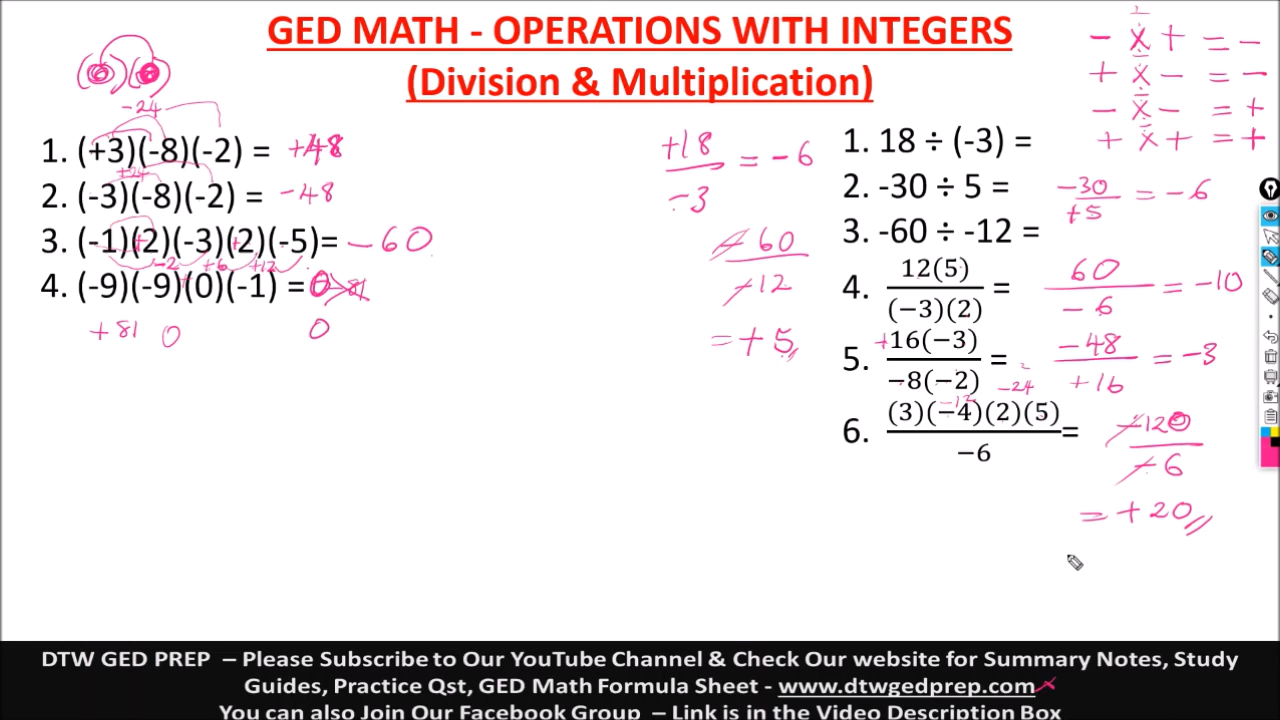 GED MATH - OPERATIONS WITH INTEGERS
(Division & Multiplication)
- x̄ + = -
+ x̄ - = -
- x̄ - = +
+ x̄ + = +
-24
1. (+3)(-8)(-2) = +48
+24
2. (-3)(-8)(-2) = -48
3. (-1)(2)(-3)(2)(-5)= -60
-2 +6 +12
4. (-9)(-9)(0)(-1) = 0
+81 0 0
+18/-3 = -6
-60/-12
= +5
1. 18 ÷ (-3) =
2. -30 ÷ 5 = -30/+5 = -6
3. -60 ÷ -12 =
4. 12(5)/(−3)(2) = 60/-6 = -10
5. +16(−3)/−8(−2) = -48/+16 = -3
-12 -24
6. (3)(−4)(2)(5)/−6 = -120/-6
= +20
DTW GED PREP – Please Subscribe to Our YouTube Channel & Check Our website for Summary Notes, Study
Guides, Practice Qst, GED Math Formula Sheet - www.dtwgedprep.com
You can also Join Our Facebook Group – Link is in the Video Description Box